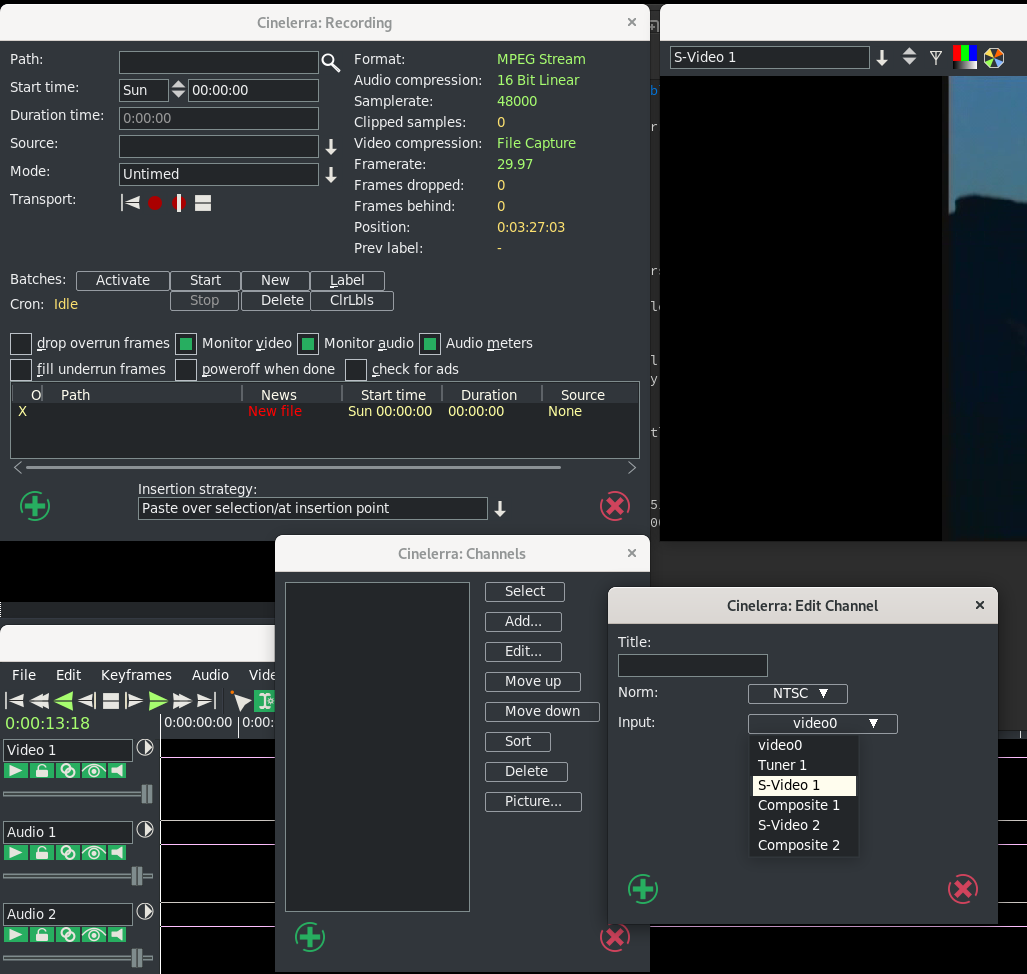 Cinelerra: Recording
Path:
Start time:
Sun
00:00:00
Duration time:
0:00:00
Source:
Mode:
Untimed
Transport:
Format:
MPEG Stream
Audio compression:
16 Bit Linear
Samplerate:
48000
Clipped samples:
0
Video compression:
File Capture
Framerate:
29.97
Frames dropped:
0
Frames behind:
0
Position:
0:03:27:03
Prev label:
-
Batches:
Activate
Start
New
Label
Cron:
Idle
Stop
Delete
ClrLbls
drop overrun frames
Monitor video
Monitor audio
Audio meters
fill underrun frames
poweroff when done
check for ads
O
Path
News
Start time
Duration
Source
X
New file
Sun 00:00:00
00:00:00
None
Insertion strategy:
Paste over selection/at insertion point
S-Video 1
Cinelerra: Channels
Select
Add...
Edit...
Move up
Move down
Sort
Delete
Picture...
Cinelerra: Edit Channel
Title:
Norm:
NTSC
Input:
video0
video0
Tuner 1
S-Video 1
Composite 1
S-Video 2
Composite 2
File
Edit
Keyframes
Audio
Vide
0:00:13:18
0:00:00:00
0:00:
Video 1
Audio 1
Audio 2